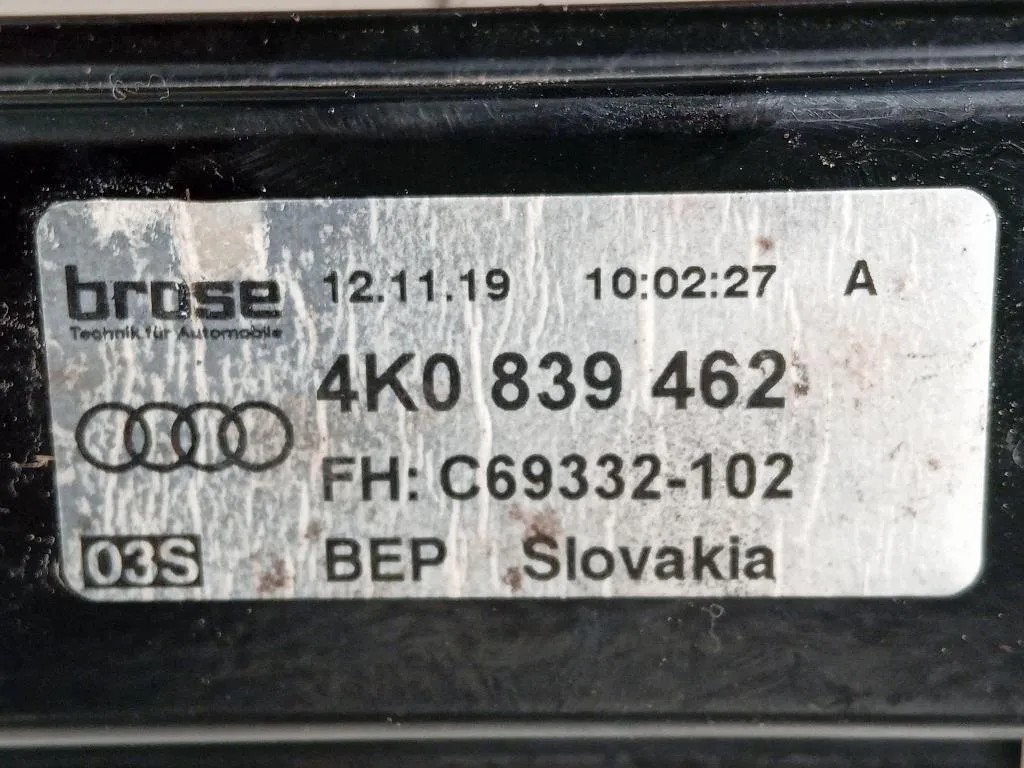 brose 12.11.19 10:02:27 A
Technik für Automobile
4K0 839 462
FH: C69332-102
03S BEP Slovakia